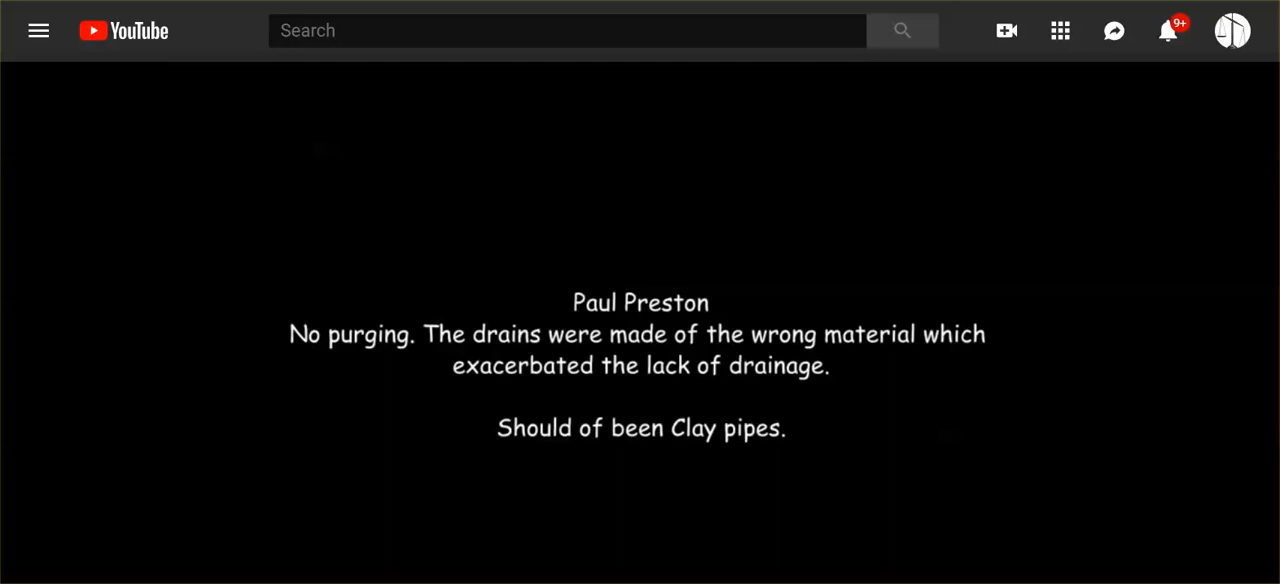 YouTube
Search
9+
Paul Preston
No purging. The drains were made of the wrong material which
exacerbated the lack of drainage.
Should of been Clay pipes.